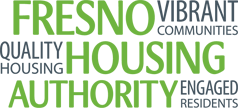 FRESNO VIBRANT COMMUNITIES
QUALITY HOUSING HOUSING
AUTHORITY ENGAGED RESIDENTS